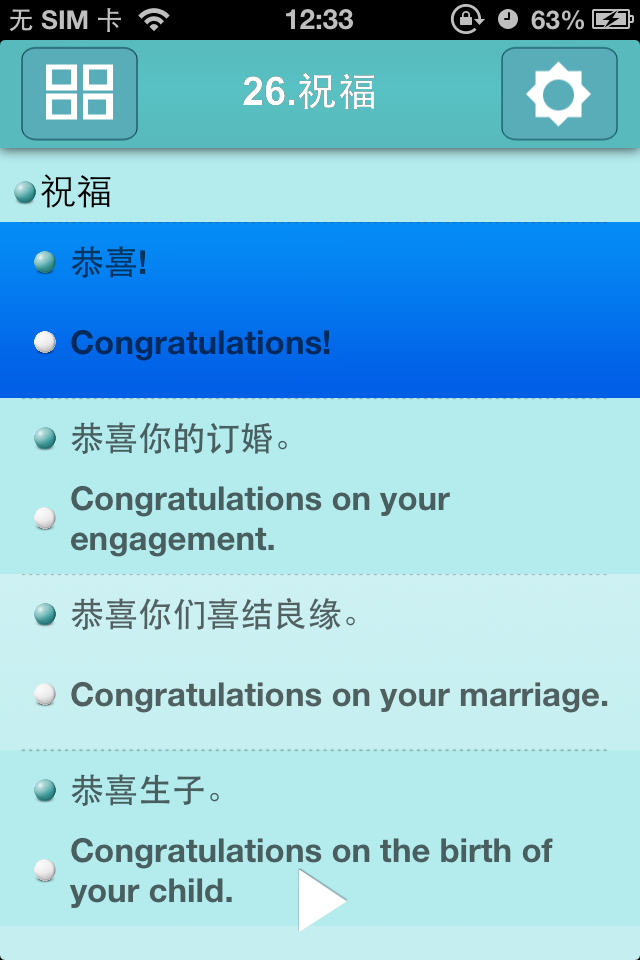 无 SIM 卡 12:33 63%
26.祝福
祝福
恭喜!
Congratulations!
恭喜你的订婚。
Congratulations on your
engagement.
恭喜你们喜结良缘。
Congratulations on your marriage.
恭喜生子。
Congratulations on the birth of
your child.